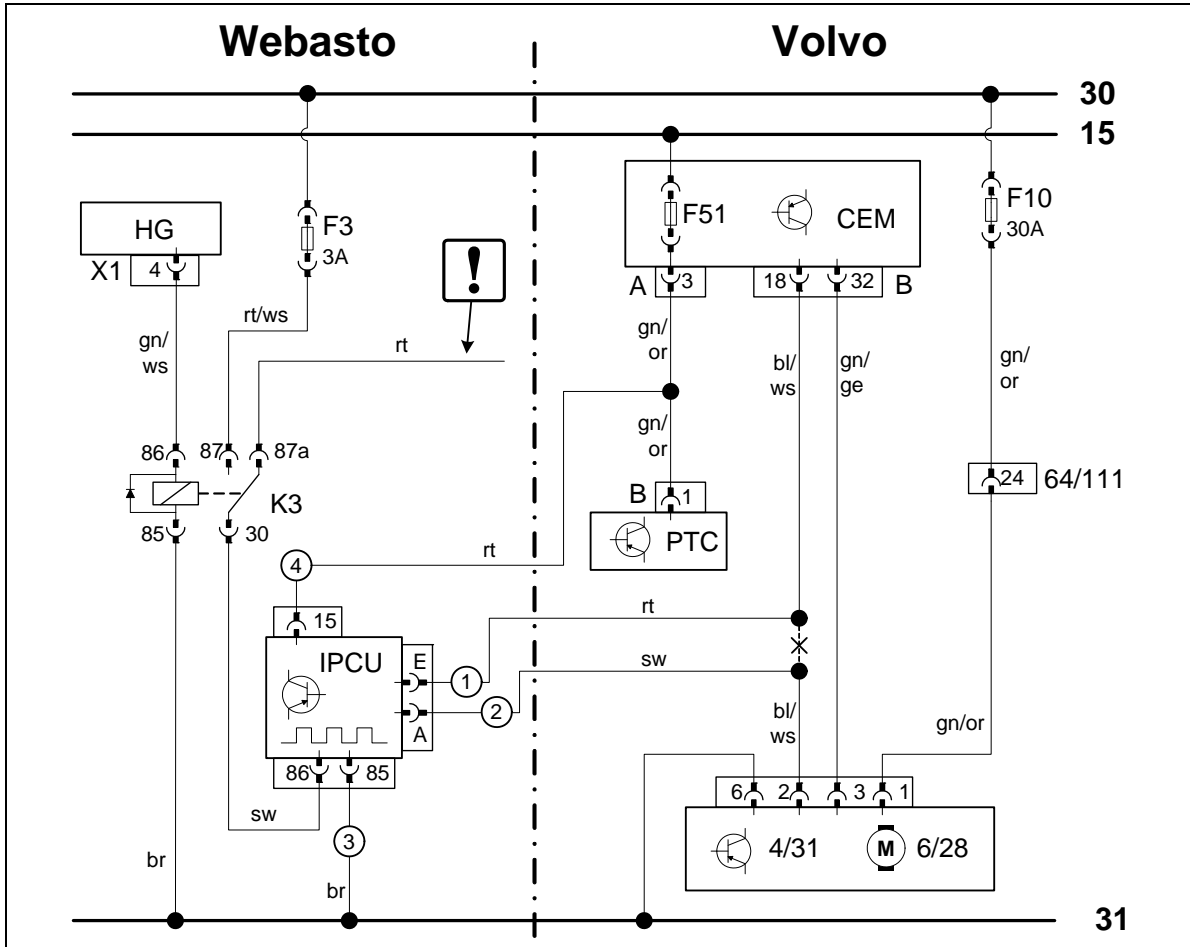 Webasto
Volvo
30
15
HG
X1
4
F3
3A
!
F51
CEM
F10
30A
A
3
18
32
B
rt/ws
gn/
ws
rt
gn/
or
bl/
ws
gn/
ge
gn/
or
86
87
87a
gn/
or
K3
85
30
B
1
PTC
24
64/111
4
rt
15
rt
IPCU
E
1
sw
A
2
bl/
ws
gn/or
86
85
sw
3
6
2
3
1
4/31
M
6/28
br
br
31